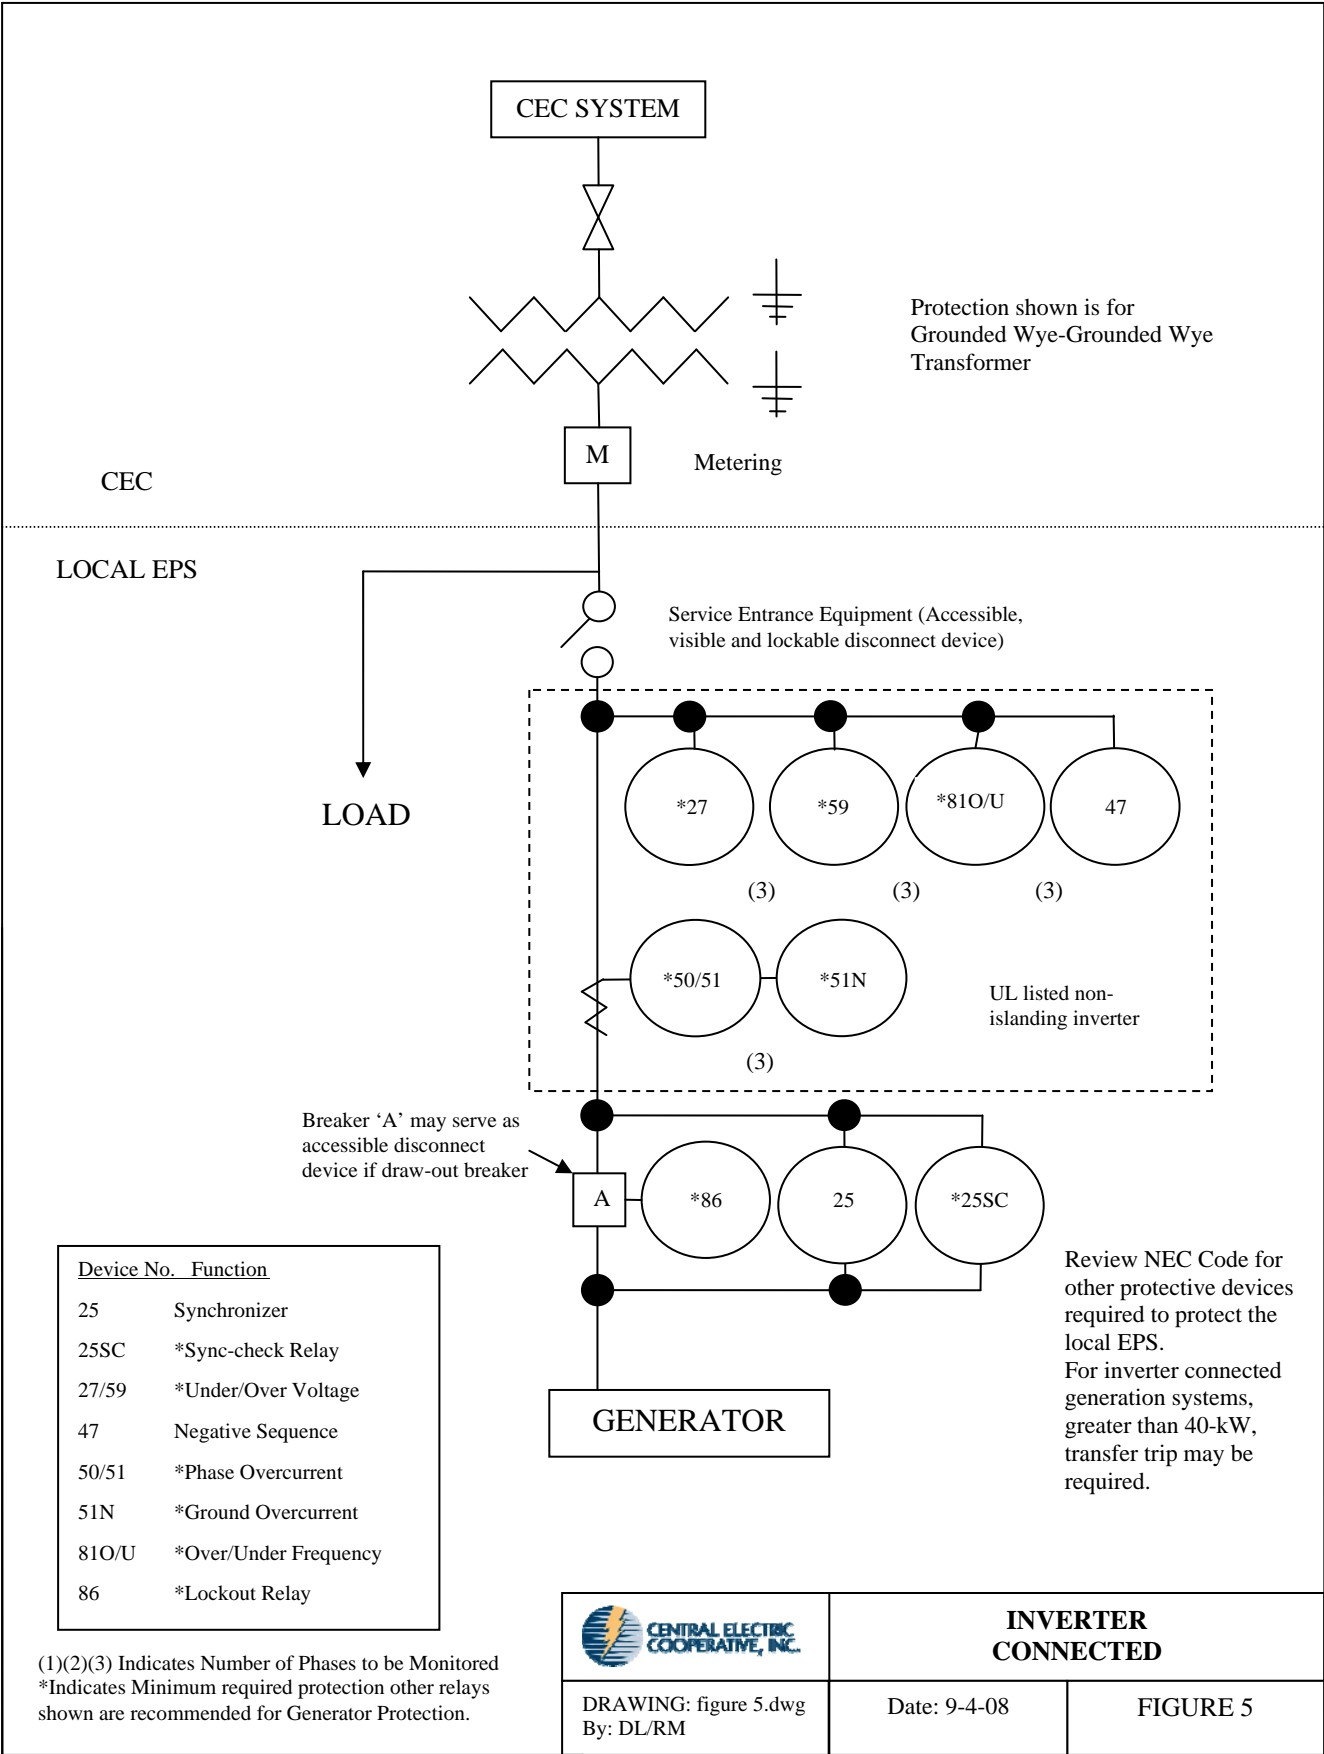 CEC SYSTEM
Protection shown is for
Grounded Wye-Grounded Wye
Transformer
M
Metering
CEC
LOCAL EPS
Service Entrance Equipment (Accessible,
visible and lockable disconnect device)
LOAD
*27
*59
*81O/U
47
(3)
(3)
(3)
*50/51
*51N
UL listed non-
islanding inverter
(3)
Breaker ‘A’ may serve as
accessible disconnect
device if draw-out breaker
A
*86
25
*25SC
Review NEC Code for
other protective devices
required to protect the
local EPS.
For inverter connected
generation systems,
greater than 40-kW,
transfer trip may be
required.
GENERATOR
Device No. Function
25 Synchronizer
25SC *Sync-check Relay
27/59 *Under/Over Voltage
47 Negative Sequence
50/51 *Phase Overcurrent
51N *Ground Overcurrent
81O/U *Over/Under Frequency
86 *Lockout Relay
(1)(2)(3) Indicates Number of Phases to be Monitored
*Indicates Minimum required protection other relays
shown are recommended for Generator Protection.
CENTRAL ELECTRIC
COOPERATIVE, INC.
INVERTER
CONNECTED
DRAWING: figure 5.dwg
By: DL/RM
Date: 9-4-08
FIGURE 5